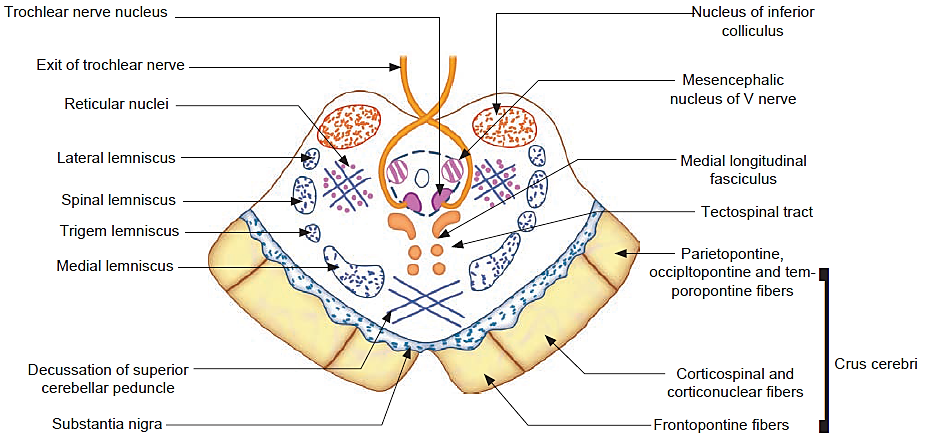 Trochlear nerve nucleus
Exit of trochlear nerve
Reticular nuclei
Lateral lemniscus
Spinal lemniscus
Trigem lemniscus
Medial lemniscus
Decussation of superior
cerebellar peduncle
Substantia nigra
Nucleus of inferior
colliculus
Mesencephalic
nucleus of V nerve
Medial longitudinal
fasciculus
Tectospinal tract
Parietopontine,
occipltopontine and tem-
poropontine fibers
Corticospinal and
corticonuclear fibers
Frontopontine fibers
Crus cerebri